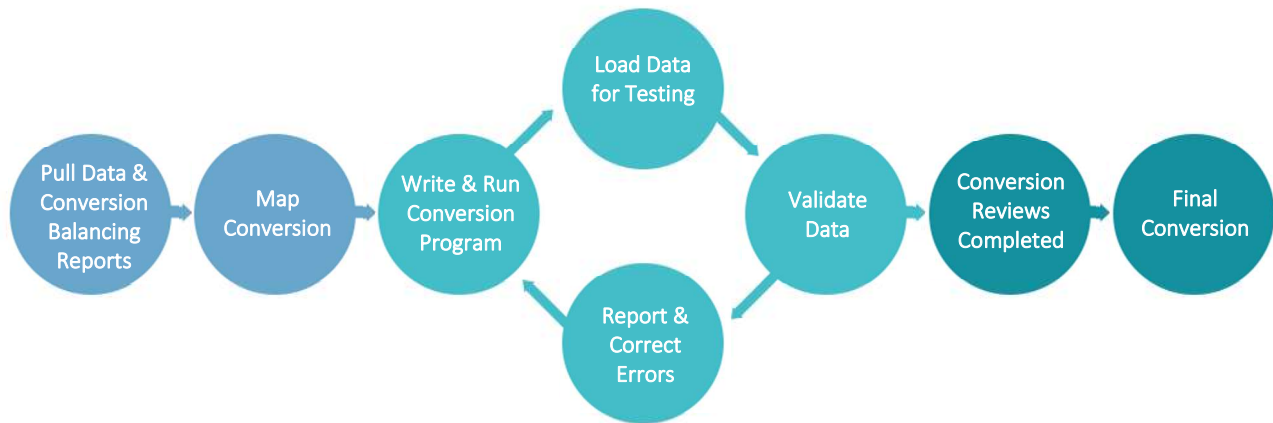 Pull Data &
Conversion
Balancing
Reports
Map
Conversion
Write & Run
Conversion
Program
Load Data
for Testing
Validate
Data
Report &
Correct
Errors
Conversion
Reviews
Completed
Final
Conversion